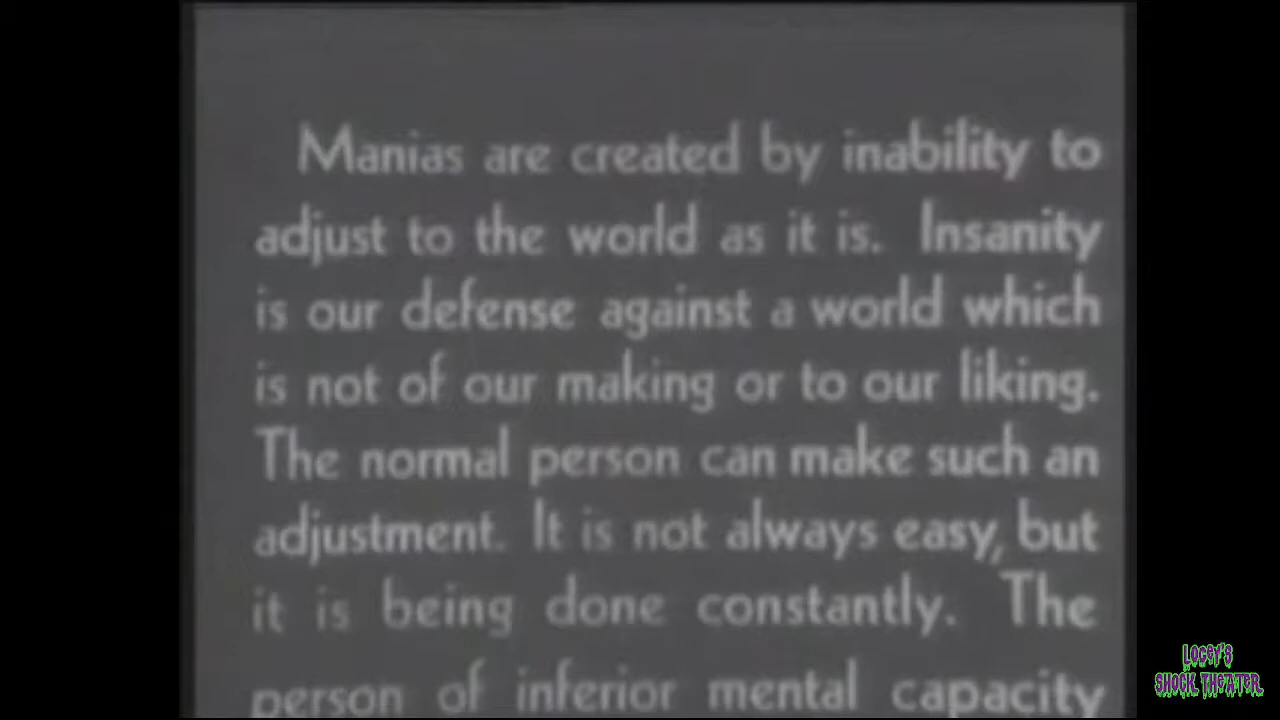 Manias are created by inability to
adjust to the world as it is. Insanity
is our defense against a world which
is not of our making or to our liking.
The normal person can make such an
adjustment. It is not always easy, but
it is being done constantly. The
person of inferior mental capacity
LOCEY'S
SHOCK THEATER